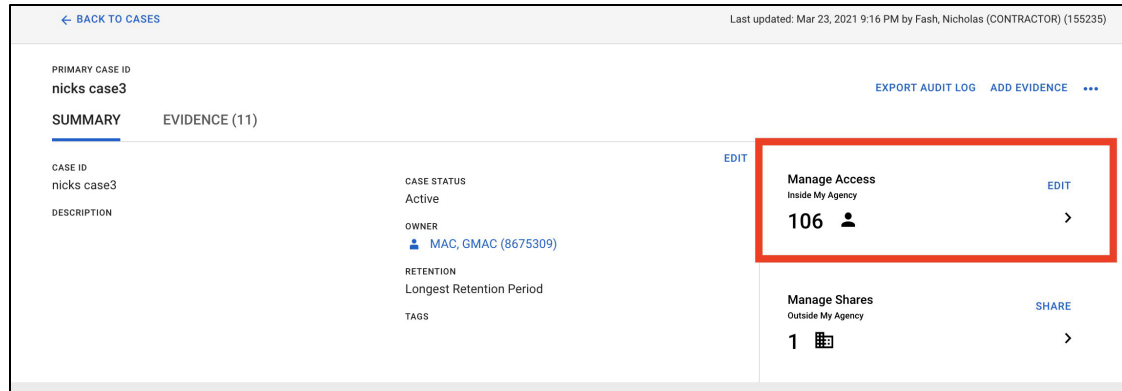 ← BACK TO CASES
Last updated: Mar 23, 2021 9:16 PM by Fash, Nicholas (CONTRACTOR) (155235)
PRIMARY CASE ID
nicks case3
EXPORT AUDIT LOG ADD EVIDENCE •••
SUMMARY EVIDENCE (11)
EDIT
CASE ID
nicks case3
DESCRIPTION
CASE STATUS
Active
OWNER
MAC, GMAC (8675309)
RETENTION
Longest Retention Period
TAGS
Manage Access
Inside My Agency
EDIT
106
Manage Shares
Outside My Agency
SHARE
1